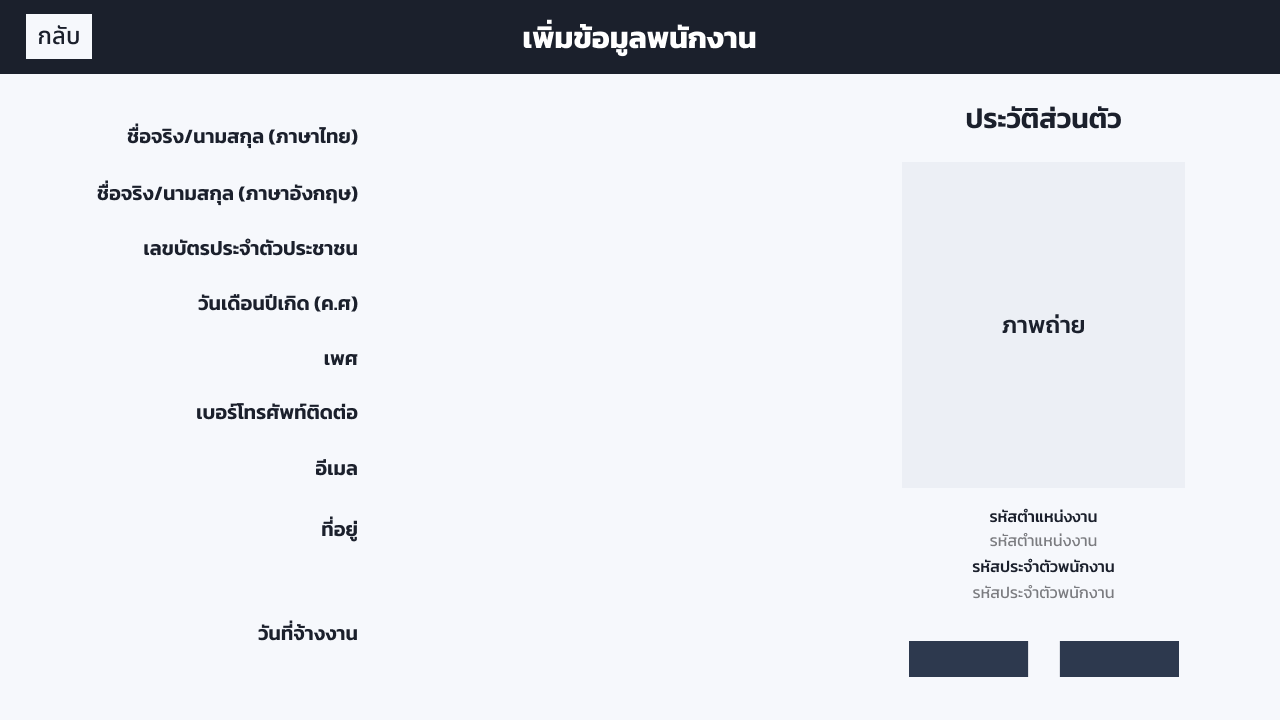 กลับ
เพิ่มข้อมูลพนักงาน
ชื่อจริง/นามสกุล (ภาษาไทย)
ชื่อจริง/นามสกุล (ภาษาอังกฤษ)
เลขบัตรประจำตัวประชาชน
วันเดือนปีเกิด (ค.ศ)
เพศ
เบอร์โทรศัพท์ติดต่อ
อีเมล
ที่อยู่
วันที่จ้างงาน
ประวัติส่วนตัว
ภาพถ่าย
รหัสตำแหน่งงาน
รหัสตำแหน่งงาน
รหัสประจำตัวพนักงาน
รหัสประจำตัวพนักงาน